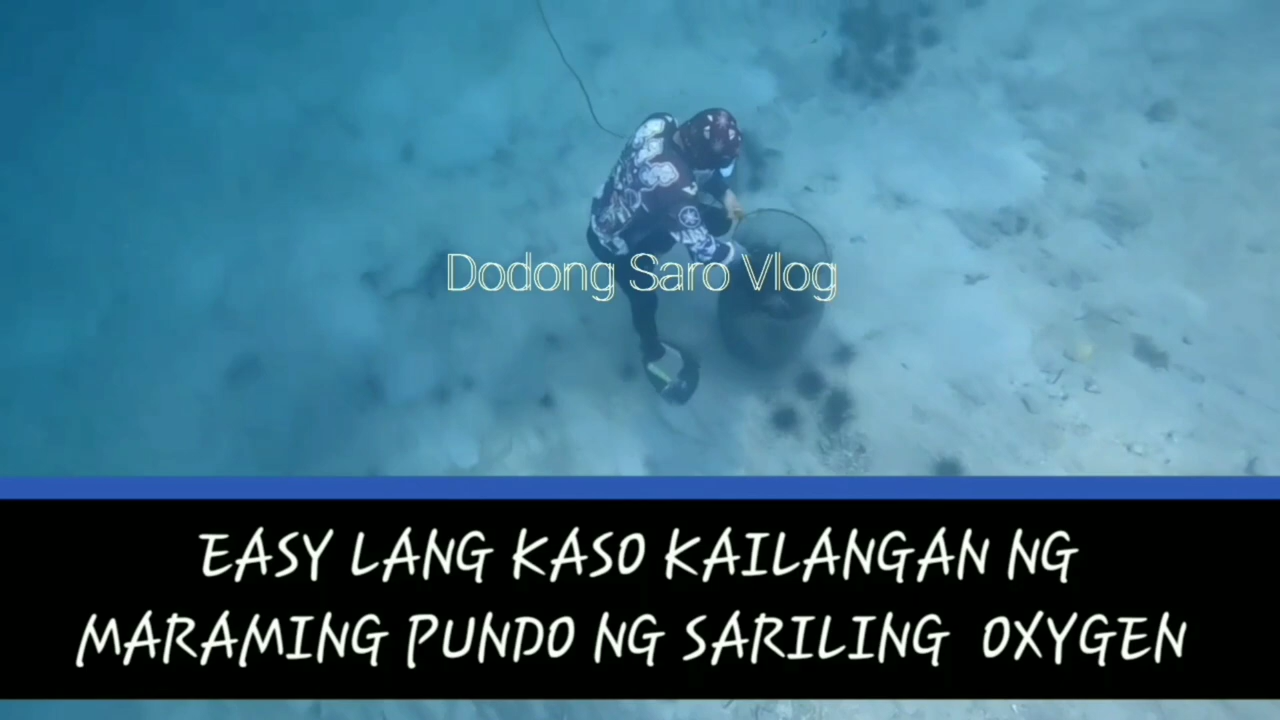 Dodong Saro Vlog
EASY LANG KASO KAILANGAN NG
MARAMING PUNDO NG SARILING OXYGEN